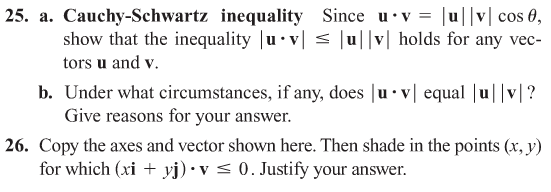 25. a. Cauchy-Schwartz inequality Since u · v = |u||v| cos θ,
show that the inequality |u · v| ≤ |u||v| holds for any vec-
tors u and v.
b. Under what circumstances, if any, does |u · v| equal |u||v|?
Give reasons for your answer.
26. Copy the axes and vector shown here. Then shade in the points (x, y)
for which (xi + yj) · v ≤ 0. Justify your answer.